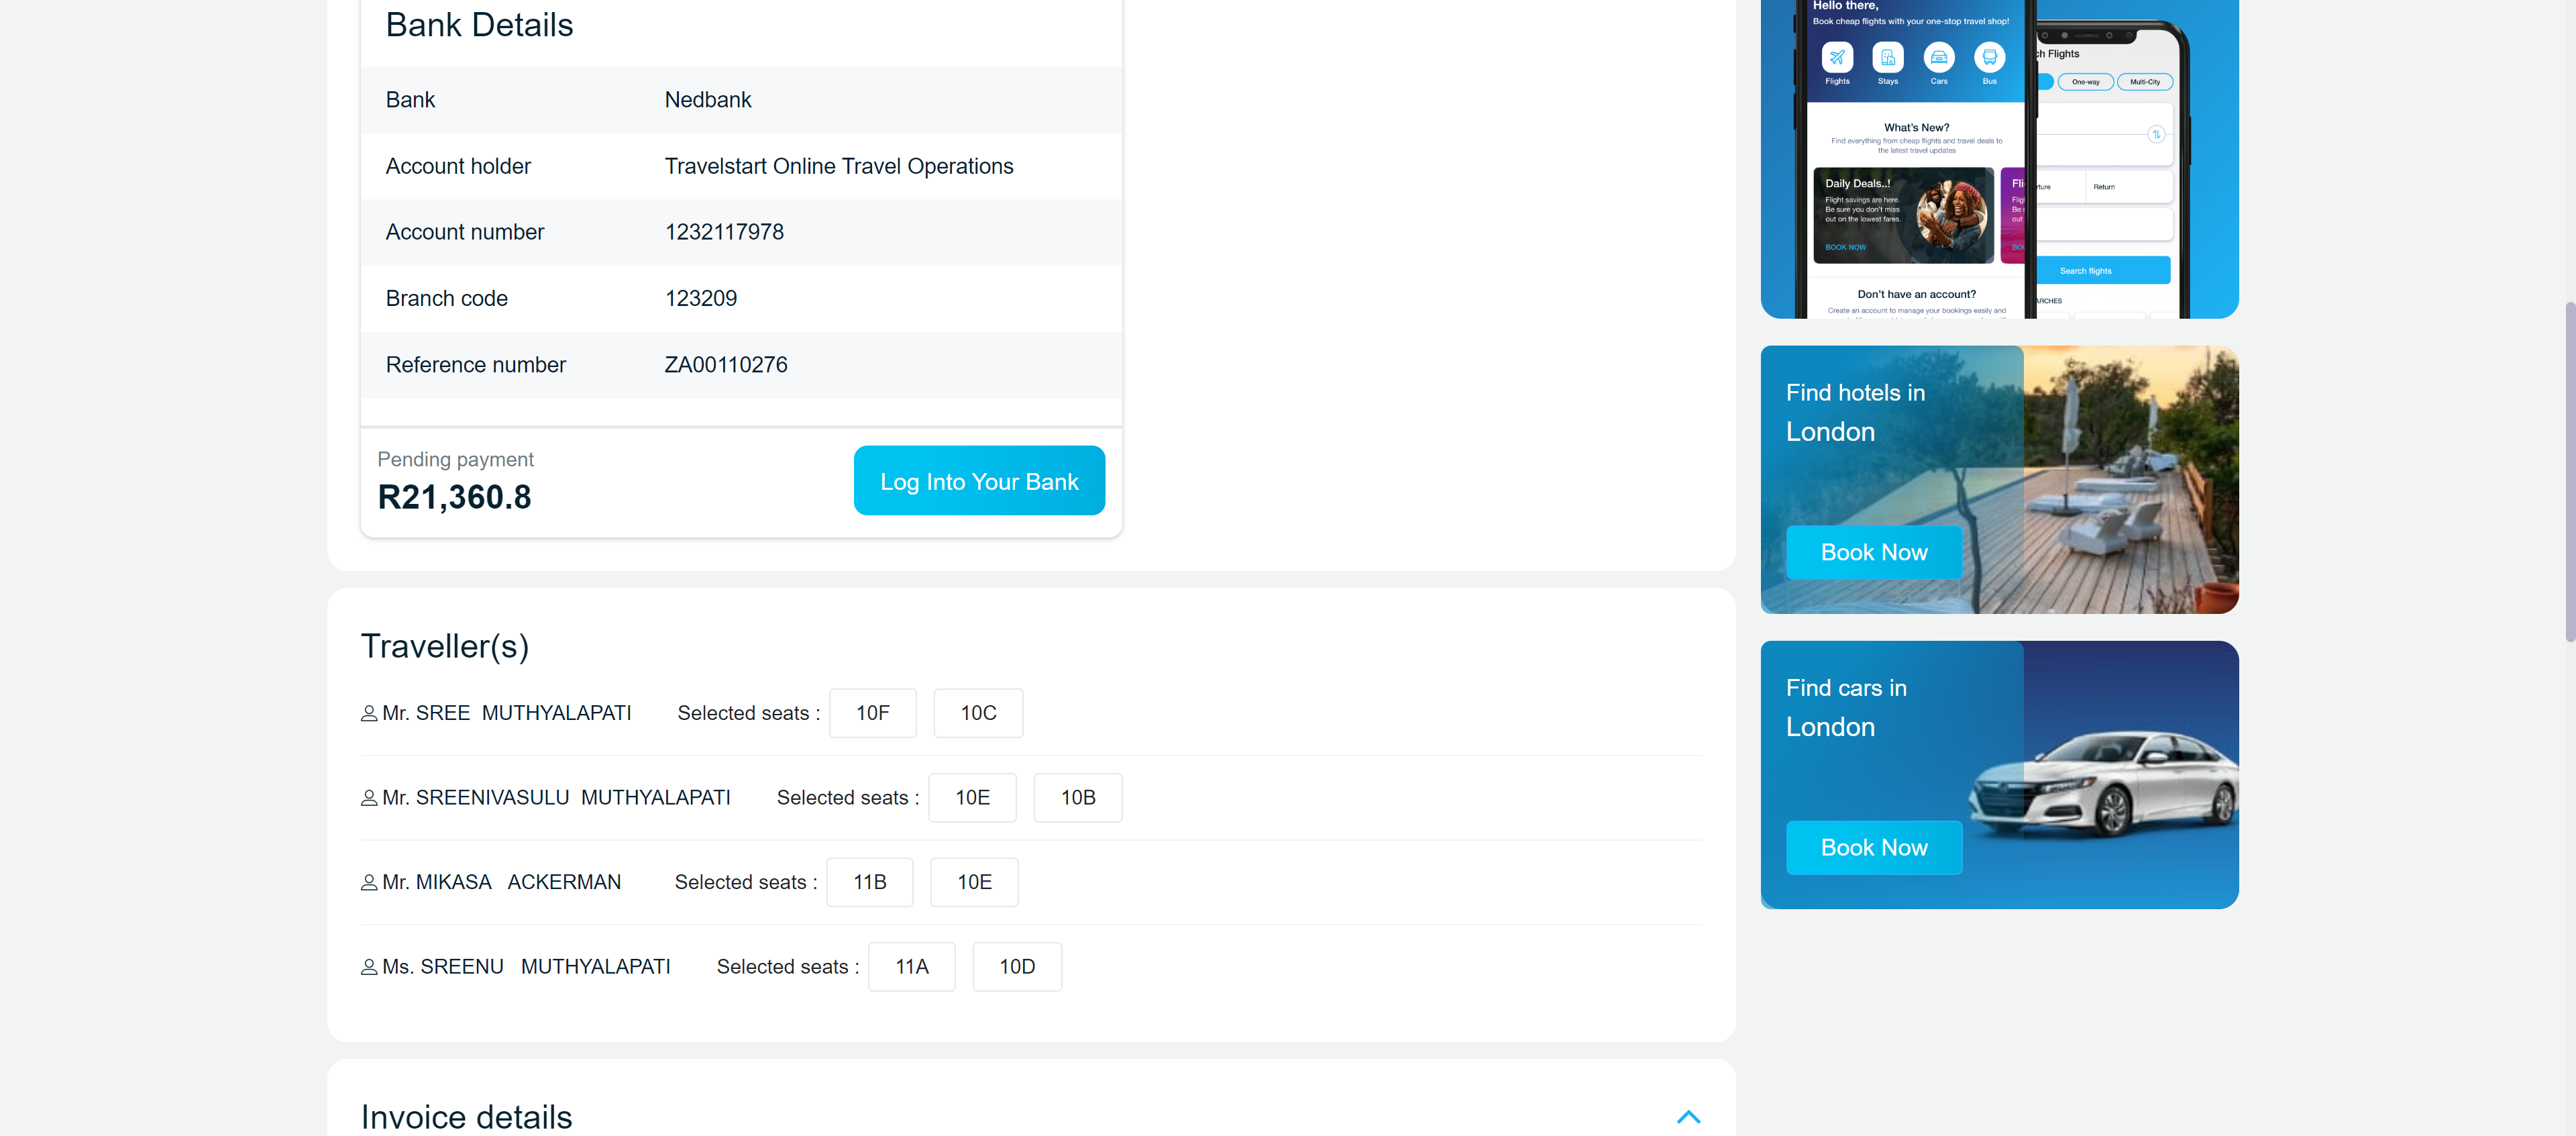 Bank Details
Bank Nedbank
Account holder Travelstart Online Travel Operations
Account number 1232117978
Branch code 123209
Reference number ZA00110276
Pending payment
R21,360.8
Log Into Your Bank
Traveller(s)
Mr. SREE MUTHYALAPATI Selected seats : 10F 10C
Mr. SREENIVASULU MUTHYALAPATI Selected seats : 10E 10B
Mr. MIKASA ACKERMAN Selected seats : 11B 10E
Ms. SREENU MUTHYALAPATI Selected seats : 11A 10D
Invoice details
Hello there,
Book cheap flights with your one-stop travel shop!
Flights Stays Cars Bus
What's New?
Find everything from cheap flights and travel deals to
the latest travel updates
Daily Deals..!
Flight savings are here.
Be sure you don't miss
out on the lowest fares.
BOOK NOW
Don't have an account?
Create an account to manage your bookings easily and
Flights
One-way Multi-City
Return
Search flights
Find hotels in
London
Book Now
Find cars in
London
Book Now